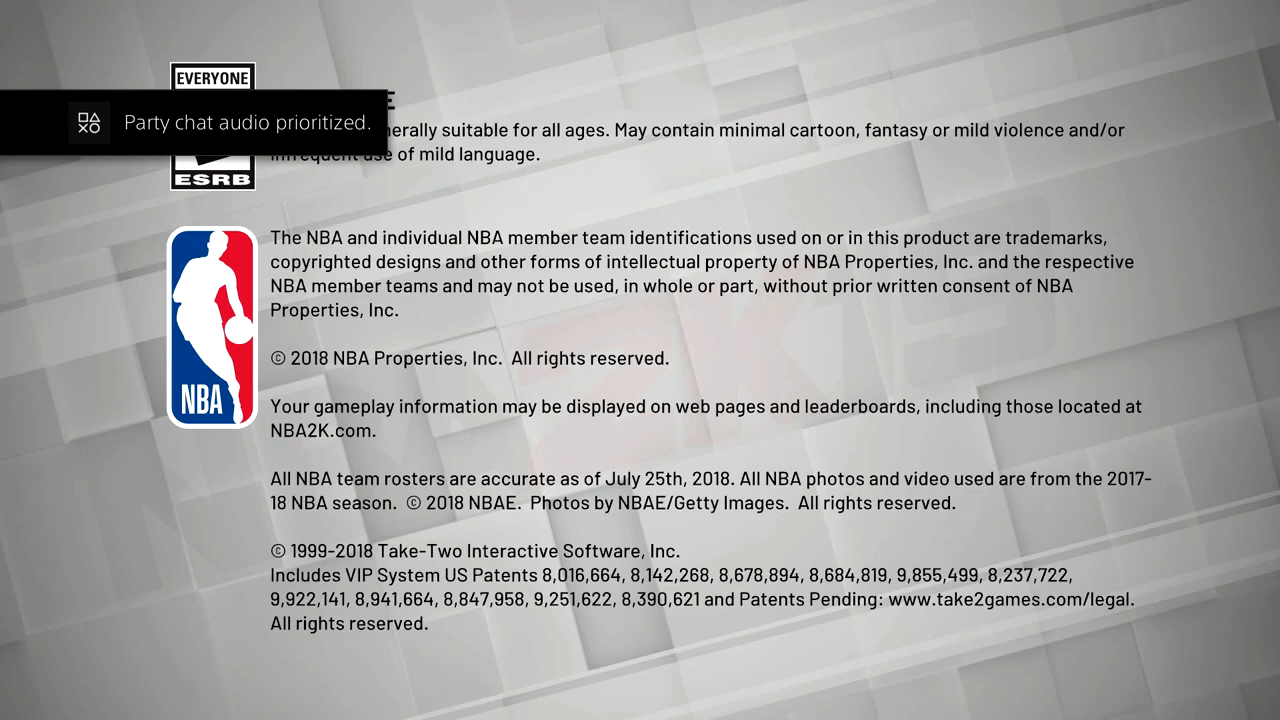 EVERYONE
E
Party chat audio prioritized.
erally suitable for all ages. May contain minimal cartoon, fantasy or mild violence and/or
infrequent use of mild language.
ESRB
The NBA and individual NBA member team identifications used on or in this product are trademarks,
copyrighted designs and other forms of intellectual property of NBA Properties, Inc. and the respective
NBA member teams and may not be used, in whole or part, without prior written consent of NBA
Properties, Inc.
NBA
© 2018 NBA Properties, Inc.  All rights reserved.
Your gameplay information may be displayed on web pages and leaderboards, including those located at
NBA2K.com.
All NBA team rosters are accurate as of July 25th, 2018. All NBA photos and video used are from the 2017-
18 NBA season.  © 2018 NBAE.  Photos by NBAE/Getty Images.  All rights reserved.
© 1999-2018 Take-Two Interactive Software, Inc.
Includes VIP System US Patents 8,016,664, 8,142,268, 8,678,894, 8,684,819, 9,855,499, 8,237,722,
9,922,141, 8,941,664, 8,847,958, 9,251,622, 8,390,621 and Patents Pending: www.take2games.com/legal.
All rights reserved.